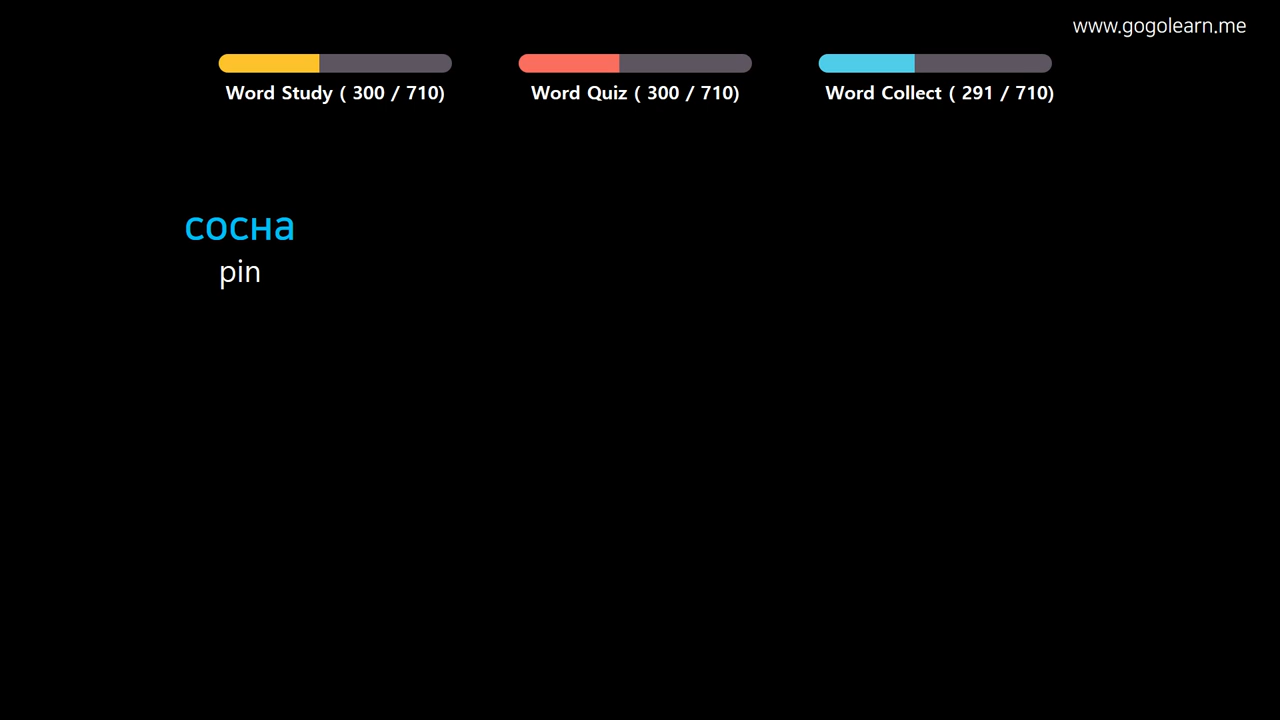 www.gogolearn.me
Word Study ( 300 / 710)
Word Quiz ( 300 / 710)
Word Collect ( 291 / 710)
сосна
pin